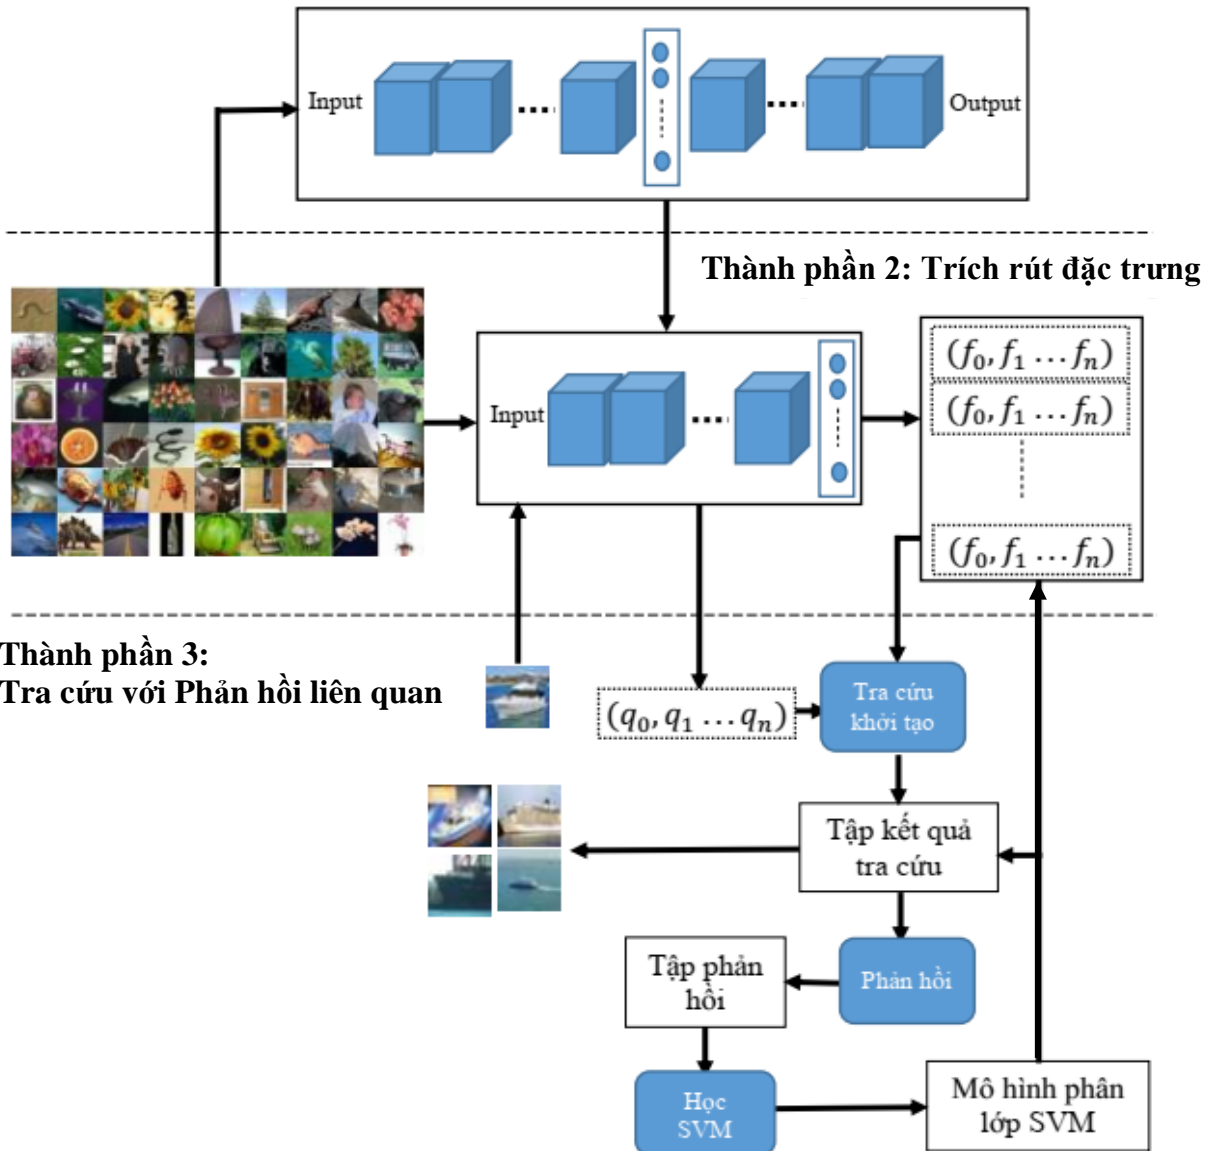 Input
Output
Thành phần 2: Trích rút đặc trưng
Input
(f₀, f₁ … fₙ)
(f₀, f₁ … fₙ)
(f₀, f₁ … fₙ)
Thành phần 3:
Tra cứu với Phản hồi liên quan
(q₀, q₁ … qₙ)
Tra cứu
khởi tạo
Tập kết quả
tra cứu
Tập phản
hồi
Phản hồi
Học
SVM
Mô hình phân
lớp SVM